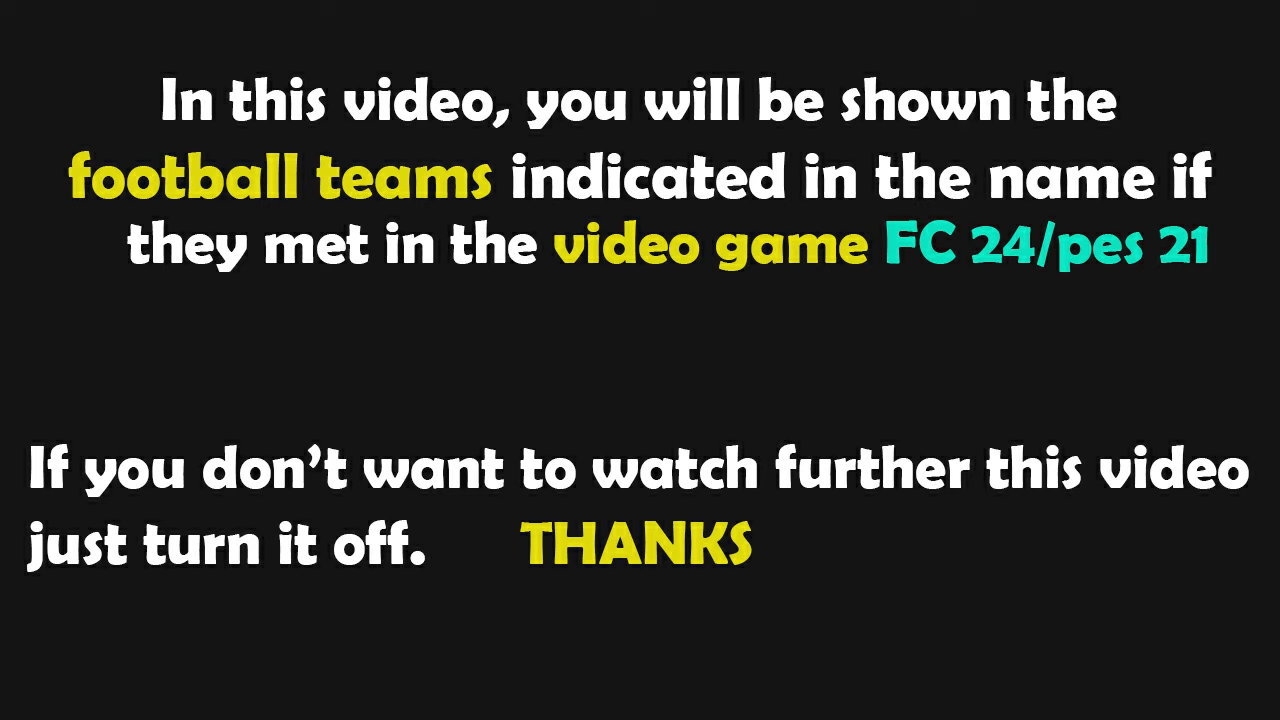 In this video, you will be shown the
football teams indicated in the name if
they met in the video game FC 24/pes 21
If you don’t want to watch further this video
just turn it off. THANKS